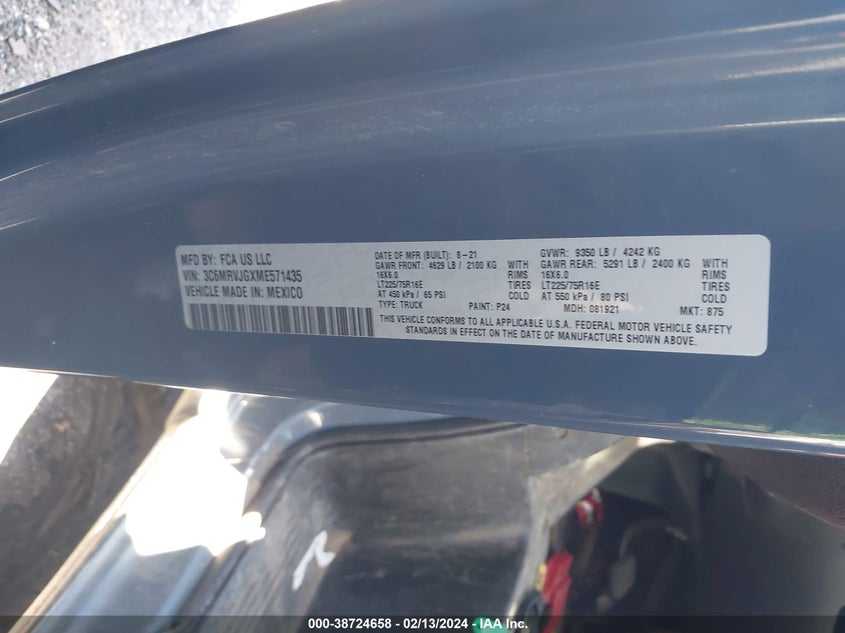 MFD BY: FCA US LLC
VIN: 3C6MRVJGXME571435
VEHICLE MADE IN: MEXICO
DATE OF MFR (BUILT): 8-21
GVWR: 9350 LB / 4242 KG
GAWR FRONT: 4629 LB / 2100 KG WITH
GAWR REAR: 5291 LB / 2400 KG WITH
16X6.0 RIMS
16X6.0 RIMS
LT225/75R16E TIRES
LT225/75R16E TIRES
AT 450 kPa / 65 PSI COLD
AT 550 kPa / 80 PSI COLD
TYPE: TRUCK PAINT: P24 MDH: 081921 MKT: 875
THIS VEHICLE CONFORMS TO ALL APPLICABLE U.S.A. FEDERAL MOTOR VEHICLE SAFETY
STANDARDS IN EFFECT ON THE DATE OF MANUFACTURE SHOWN ABOVE.
000-38724658 - 02/13/2024 - IAAI.COM